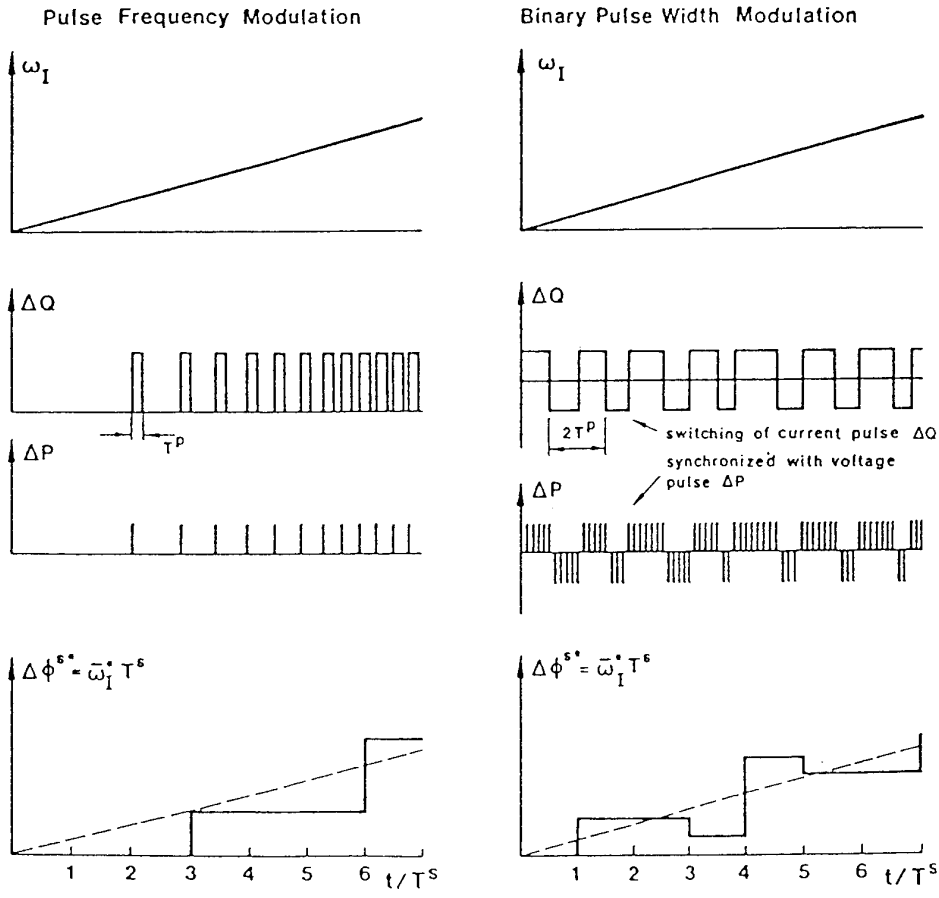 Pulse Frequency Modulation
ω_I
ΔQ
T^P
ΔP
Δϕ^s* = ω̄_I^* T^s
1 2 3 4 5 6 t/T^S
Binary Pulse Width Modulation
ω_I
ΔQ
2T^P
switching of current pulse ΔQ
synchronized with voltage
pulse ΔP
ΔP
Δϕ^s* = ω̄_I^* T^s
1 2 3 4 5 6 t/T^S